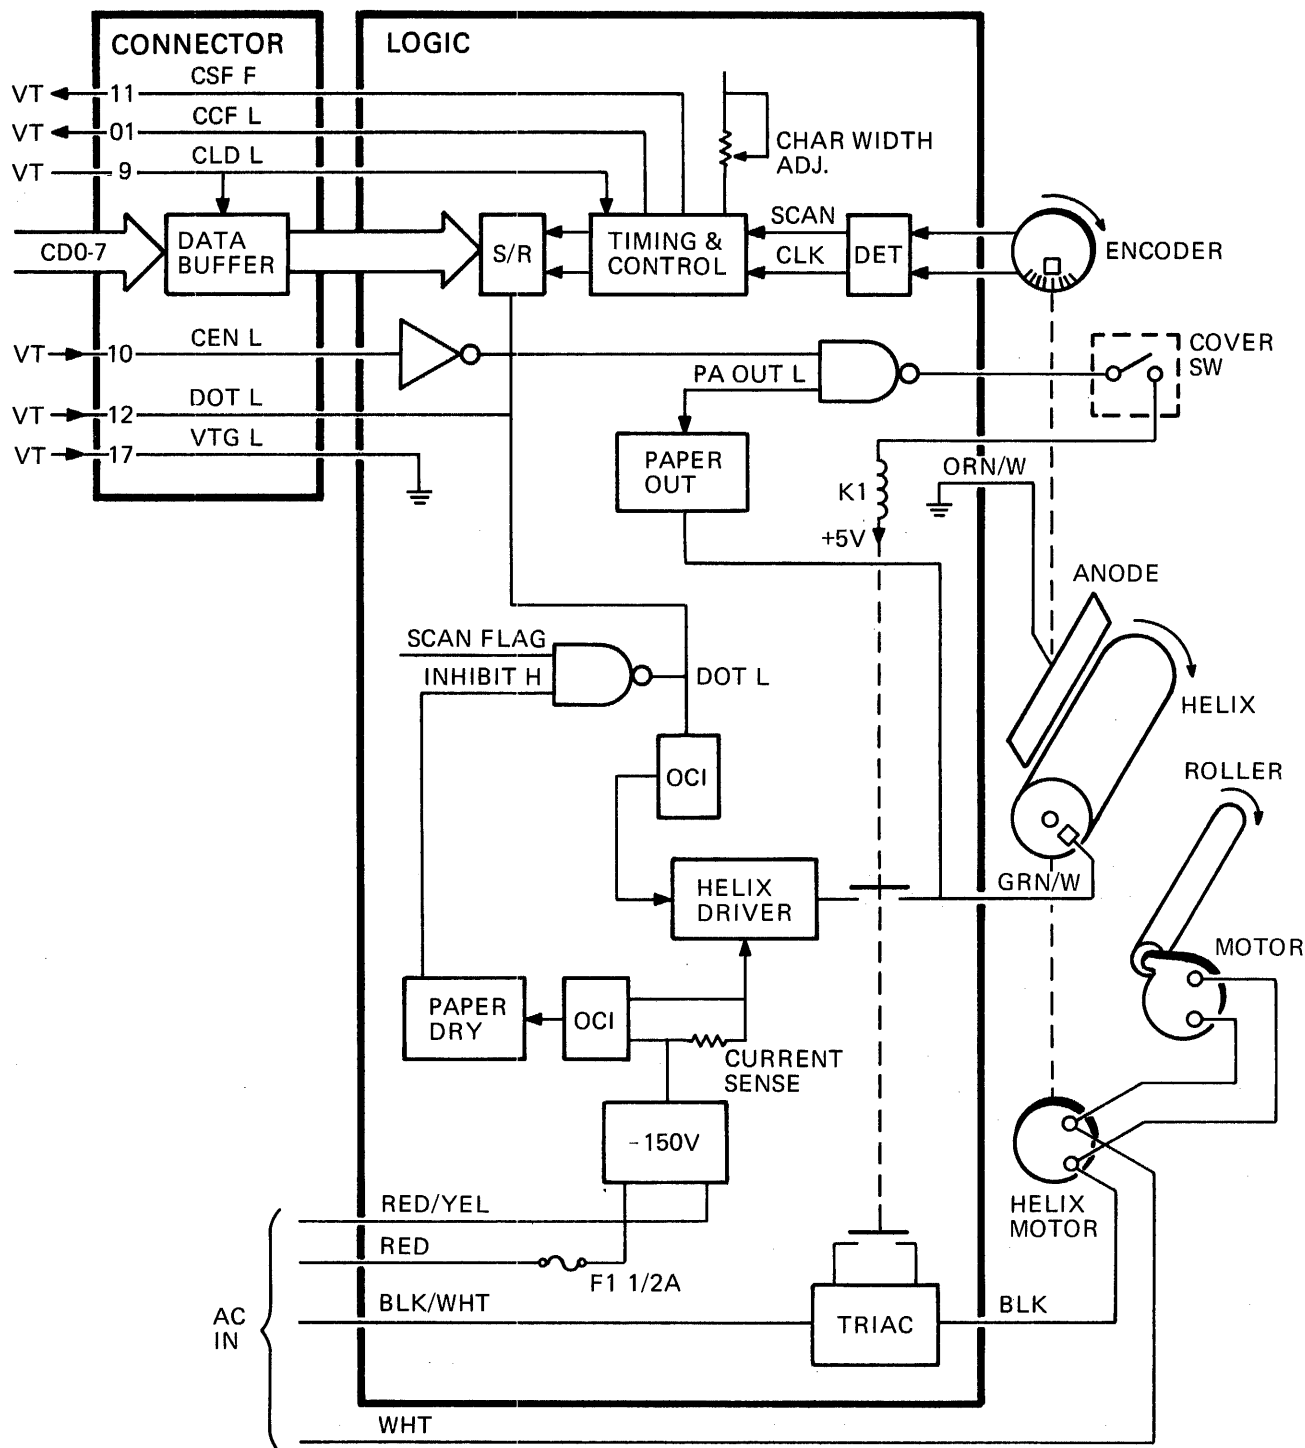 CONNECTOR
LOGIC
CSF F
VT
11
CCF L
VT
01
CHAR WIDTH
ADJ.
CLD L
VT
9
CD0-7
DATA
BUFFER
S/R
TIMING &
CONTROL
SCAN
CLK
DET
ENCODER
CEN L
VT
10
PA OUT L
COVER
SW
DOT L
VT
12
VTG L
VT
17
PAPER
OUT
K1
+5V
ORN/W
ANODE
SCAN FLAG
INHIBIT H
DOT L
HELIX
OCI
ROLLER
HELIX
DRIVER
GRN/W
MOTOR
PAPER
DRY
OCI
CURRENT
SENSE
-150V
RED/YEL
HELIX
MOTOR
RED
F1 1/2A
BLK/WHT
AC
IN
TRIAC
BLK
WHT